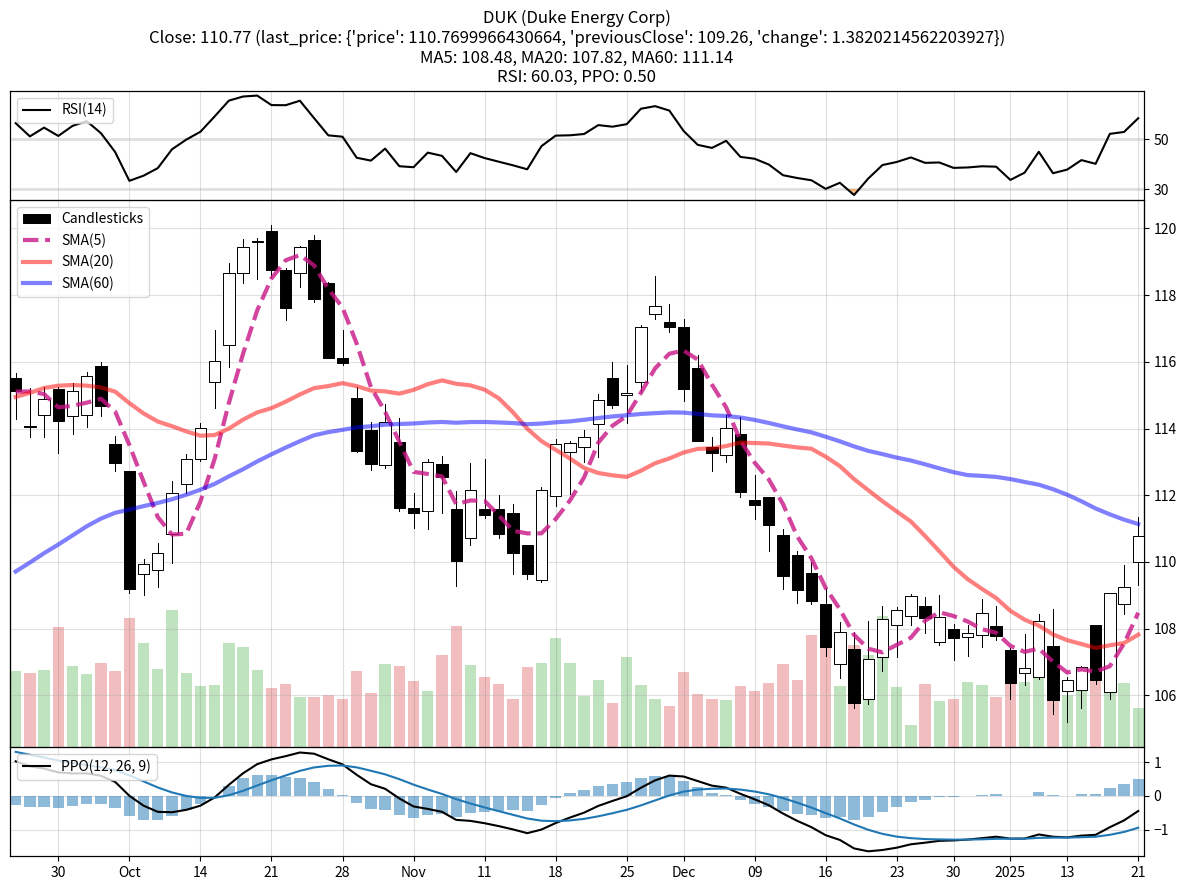 DUK (Duke Energy Corp)
Close: 110.77 (last_price: {'price': 110.7699966430664, 'previousClose': 109.26, 'change': 1.3820214562203927})
MA5: 108.48, MA20: 107.82, MA60: 111.14
RSI: 60.03, PPO: 0.50
RSI(14)
50
30
Candlesticks
SMA(5)
SMA(20)
SMA(60)
120
118
116
114
112
110
108
106
PPO(12, 26, 9)
1
0
−1
30 Oct 14 21 28 Nov 11 18 25 Dec 09 16 23 30 2025 13 21